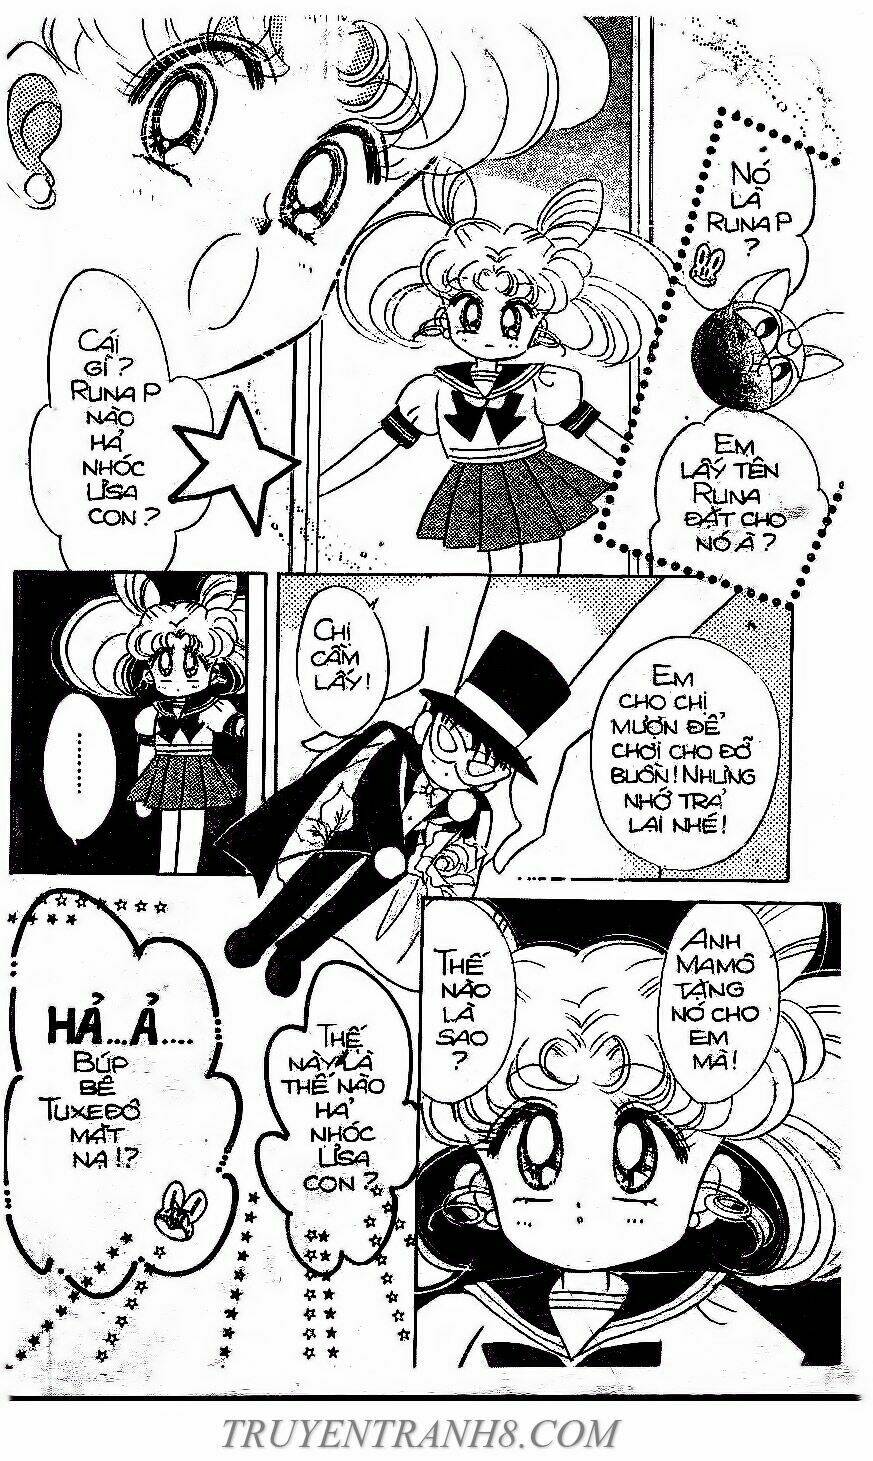 NÓ
LÀ
RUNA P
?
EM
LẤY TÊN
RUNA
ĐẶT CHO
NÓ À?
CÁI
GÌ?
RUNA P
NÀO
HẢ
NHÓC
ỦSA
CON?
EM
CHO CHỊ
MƯỢN ĐỂ
CHƠI CHO ĐỠ
BUỒN! NHƯNG
NHỚ TRẢ
LẠI NHÉ!
CHỊ
CẦM
LẤY!
........
ANH
MAMÔ
TẶNG
NÓ CHO
EM
MÀ!
THẾ
NÀO
LÀ
SAO
?
THẾ
NÀY LÀ
THẾ NÀO
HẢ
NHÓC
ỦSA
CON?
HẢ...Ả....
BÚP
BÊ
TUXEĐÔ
MẶT
NẠ!?
TRUYENTRANH8.COM